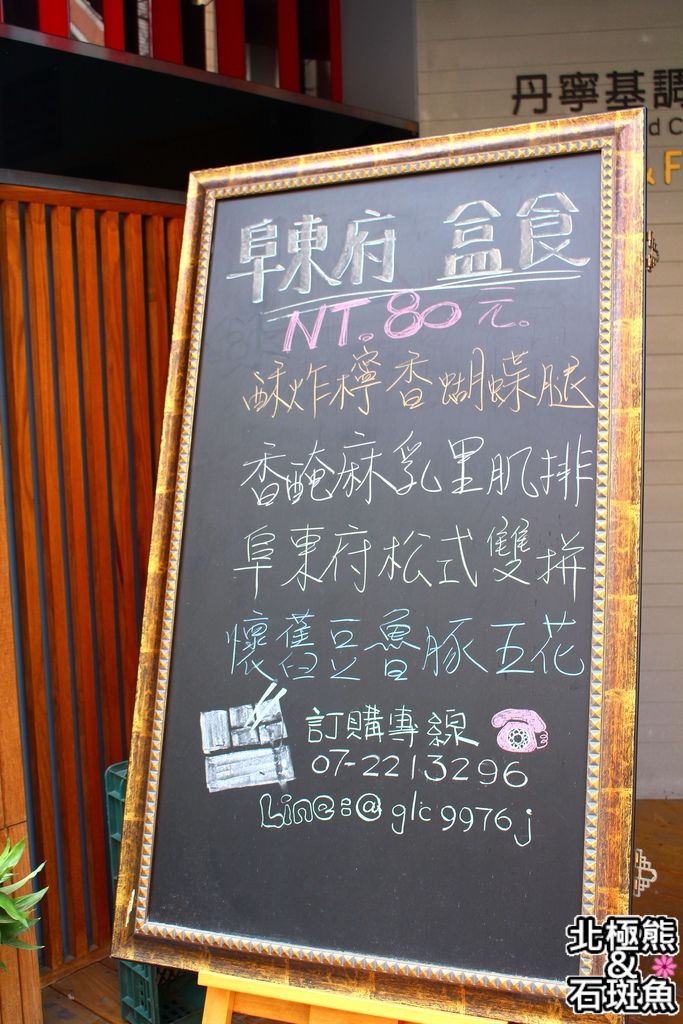 丹寧基調
d C
& F
阜東府 盒食
NT. 80元。
酥炸檸香蝴蝶腿
香醃麻乳里肌排
阜東府松式雙拼
懷舊豆魯豚五花
訂購專線
07-2213296
Line:@glc9976j
北極熊
&
石斑魚